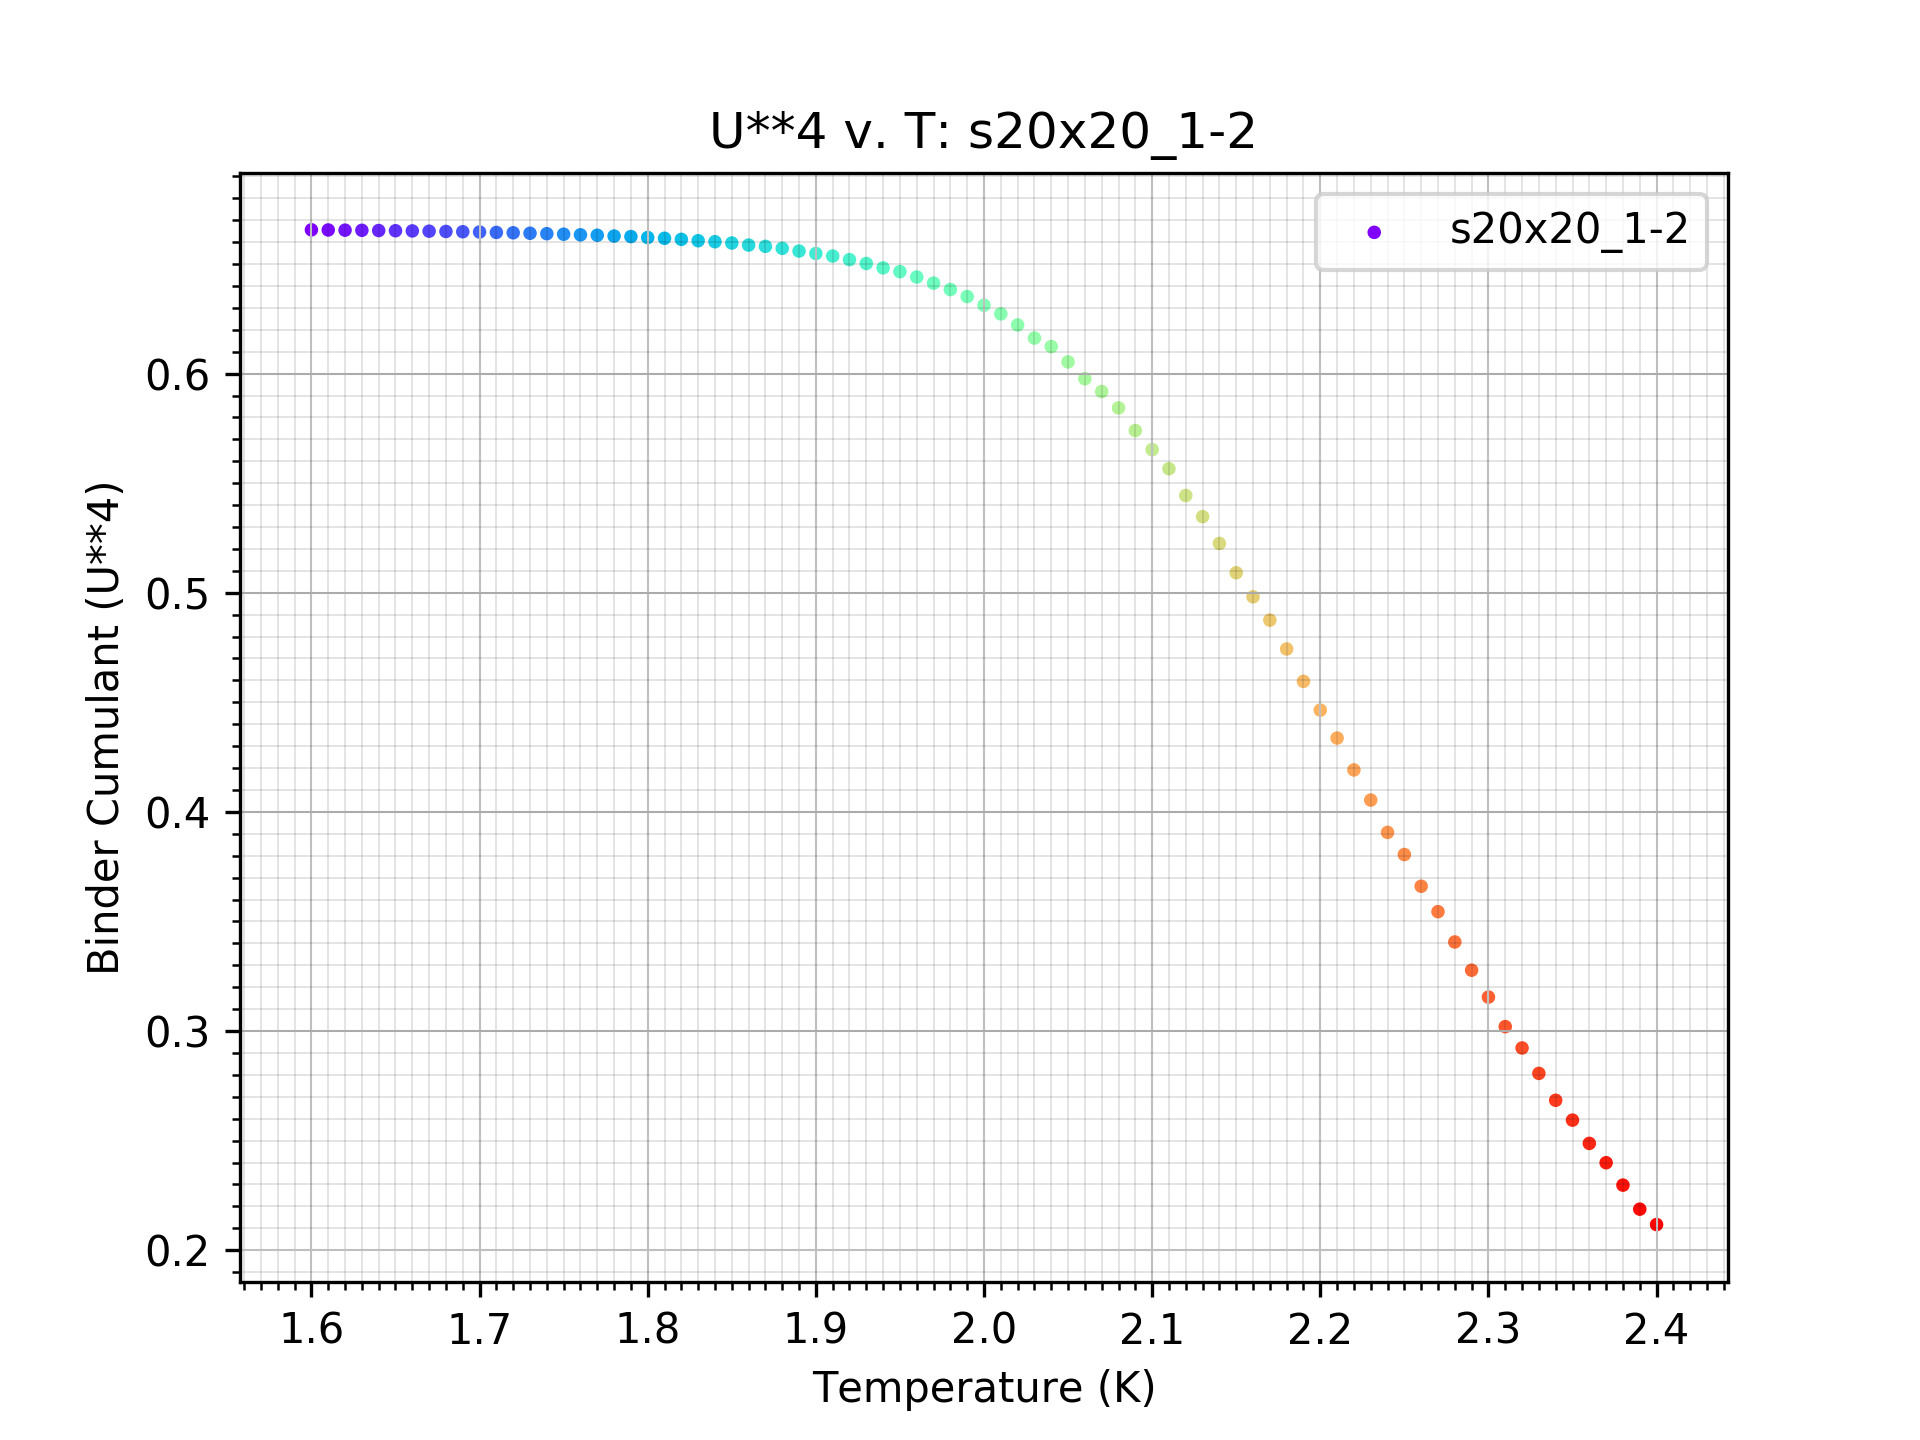 U**4 v. T: s20x20_1-2
s20x20_1-2
Binder Cumulant (U**4)
0.6
0.5
0.4
0.3
0.2
1.6 1.7 1.8 1.9 2.0 2.1 2.2 2.3 2.4
Temperature (K)